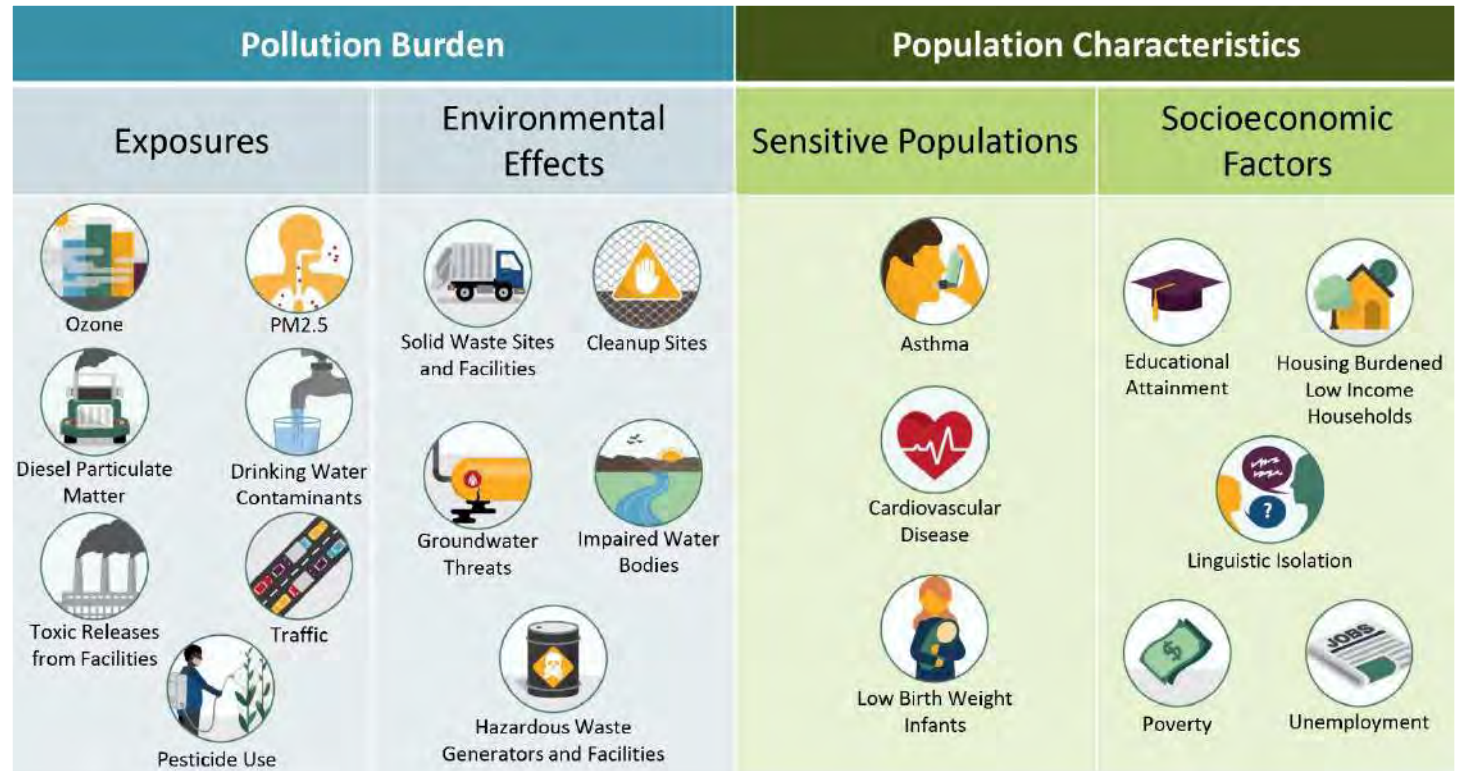 Pollution Burden
Population Characteristics
Exposures
Environmental
Effects
Sensitive Populations
Socioeconomic
Factors
Ozone
PM2.5
Diesel Particulate
Matter
Drinking Water
Contaminants
Toxic Releases
from Facilities
Traffic
Pesticide Use
Solid Waste Sites
and Facilities
Cleanup Sites
Groundwater
Threats
Impaired Water
Bodies
Hazardous Waste
Generators and Facilities
Asthma
Cardiovascular
Disease
Low Birth Weight
Infants
Educational
Attainment
Housing Burdened
Low Income
Households
?
Linguistic Isolation
$
Poverty
JOBS
Unemployment